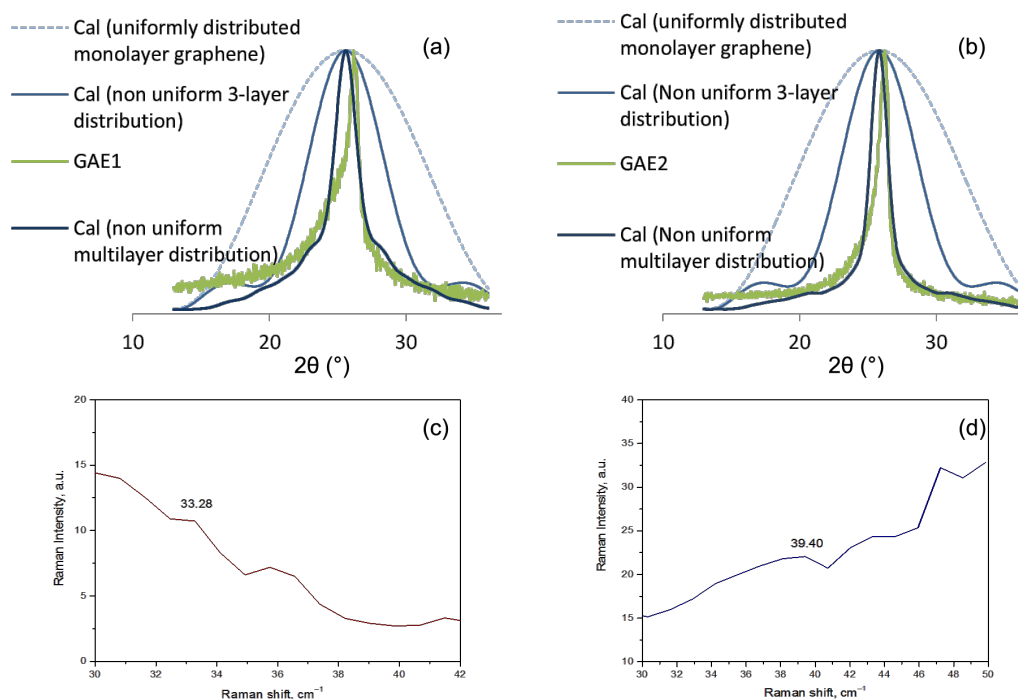 Cal (uniformly distributed
monolayer graphene)
(a)
Cal (non uniform 3-layer
distribution)
GAE1
Cal (non uniform
multilayer distribution)
10
20
30
2θ (°)
Cal (uniformly distributed
monolayer graphene)
(b)
Cal (Non uniform 3-layer
distribution)
GAE2
Cal (Non uniform
multilayer distribution)
10
20
30
2θ (°)
(c)
20
15
10
5
0
Raman Intensity, a.u.
33.28
30 32 34 36 38 40 42
Raman shift, cm⁻¹
(d)
40
35
30
25
20
15
10
Raman Intensity, a.u.
39.40
30 32 34 36 38 40 42 44 46 48 50
Raman shift, cm⁻¹